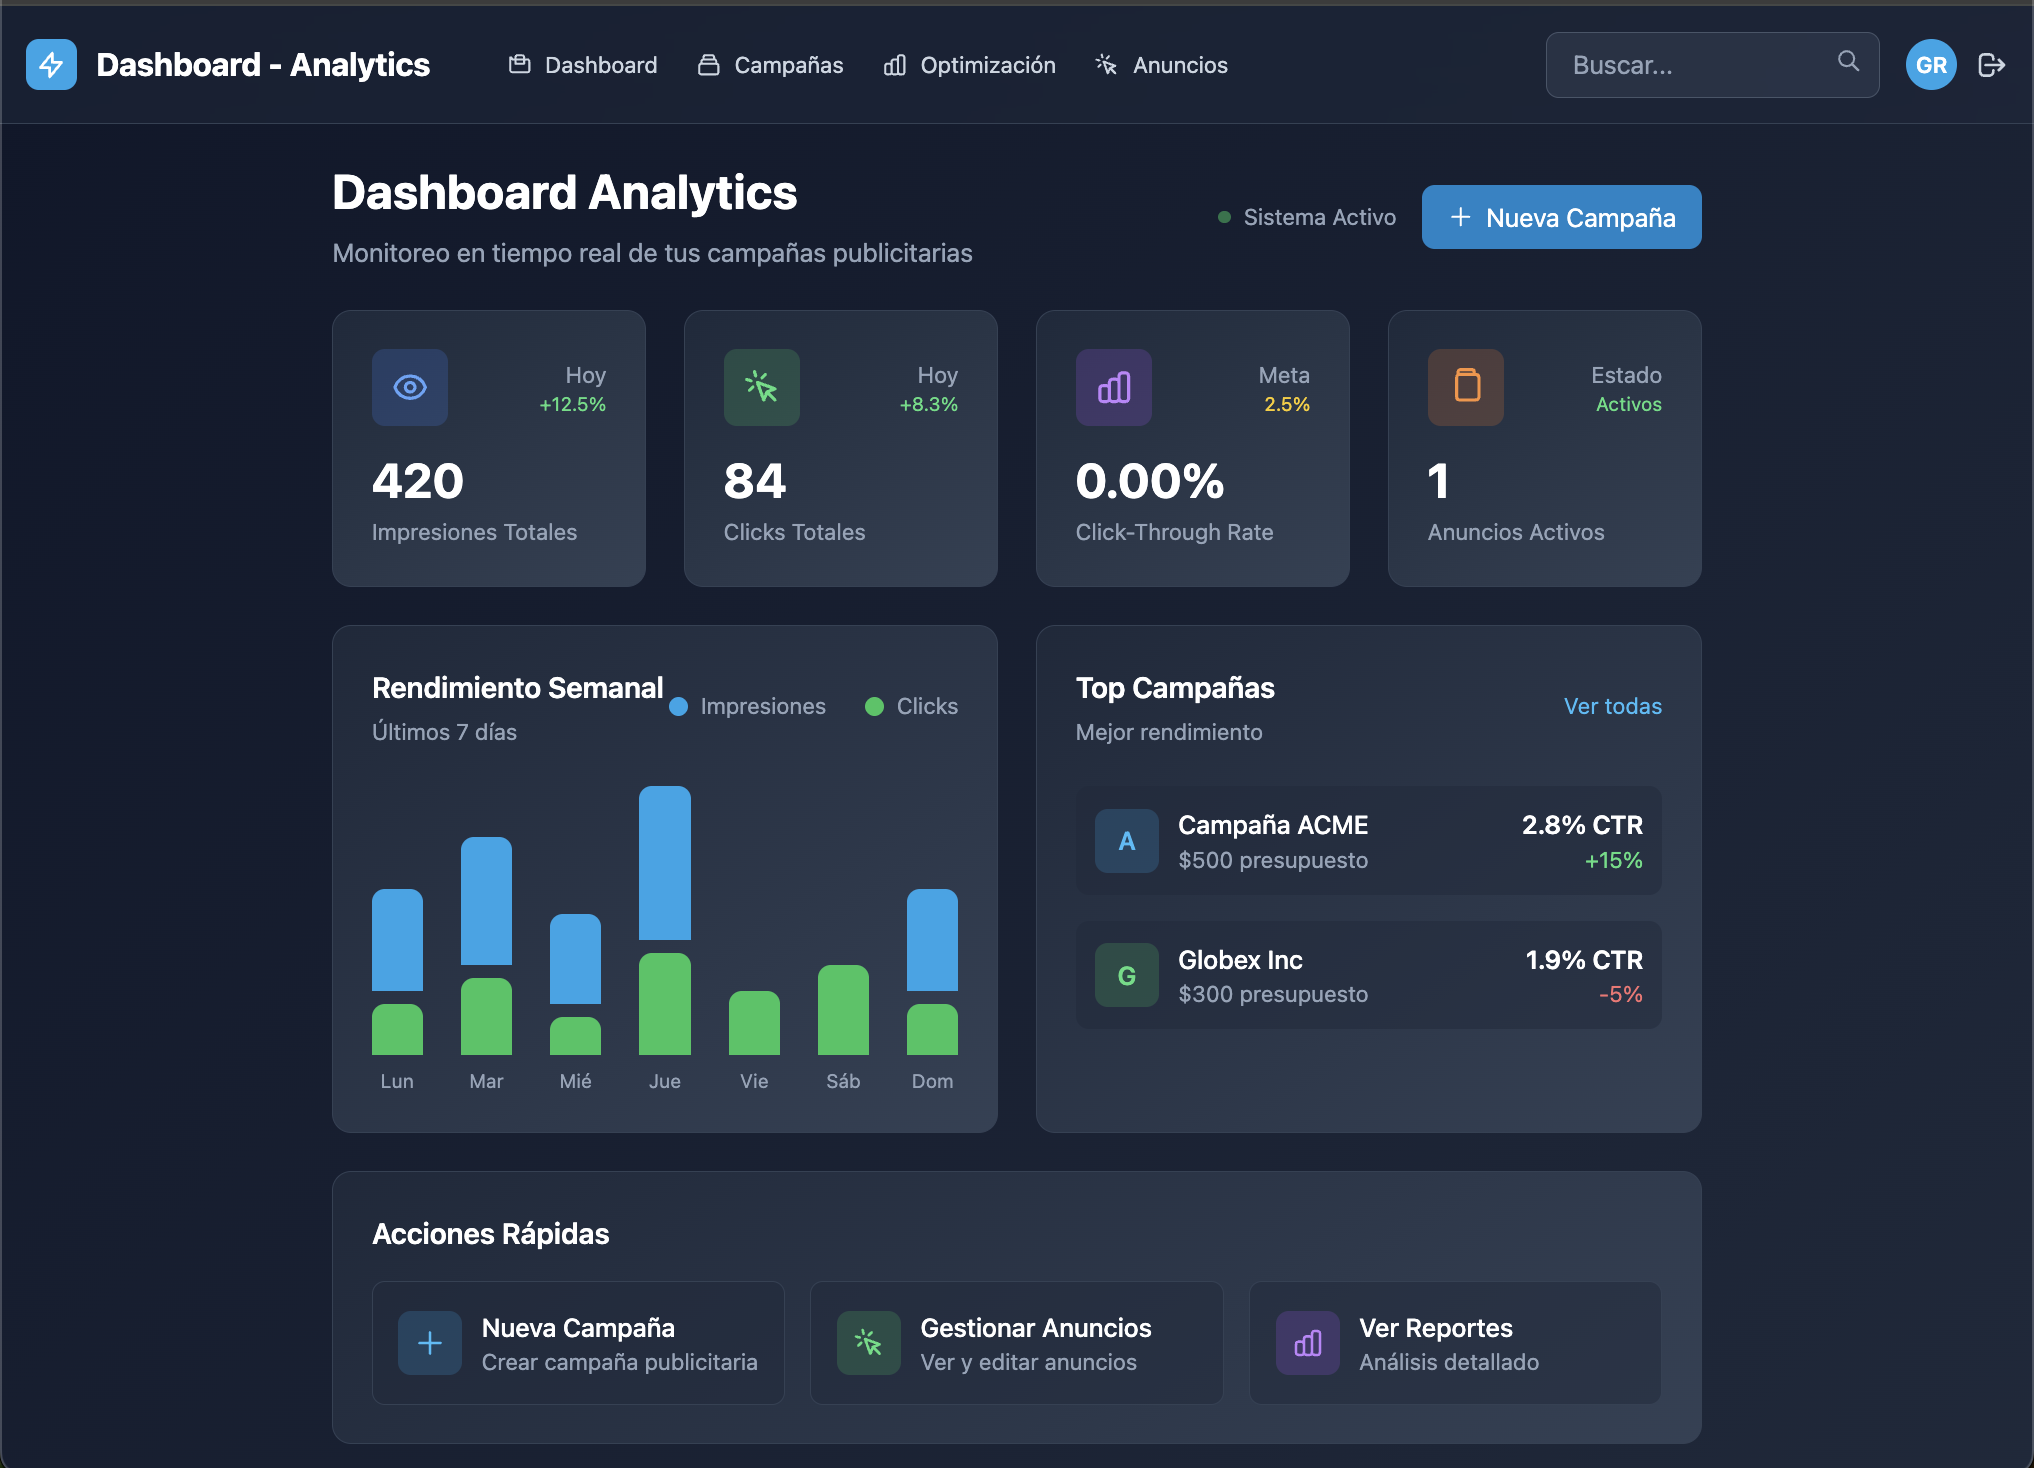 Dashboard - Analytics
Dashboard
Campañas
Optimización
Anuncios
Buscar...
GR
Dashboard Analytics
Monitoreo en tiempo real de tus campañas publicitarias
Sistema Activo
Nueva Campaña
Hoy
+12.5%
420
Impresiones Totales
Hoy
+8.3%
84
Clicks Totales
Meta
2.5%
0.00%
Click-Through Rate
Estado
Activos
1
Anuncios Activos
Rendimiento Semanal
Últimos 7 días
Impresiones
Clicks
Lun
Mar
Mié
Jue
Vie
Sáb
Dom
Top Campañas
Mejor rendimiento
Ver todas
A
Campaña ACME
$500 presupuesto
2.8% CTR
+15%
G
Globex Inc
$300 presupuesto
1.9% CTR
-5%
Acciones Rápidas
Nueva Campaña
Crear campaña publicitaria
Gestionar Anuncios
Ver y editar anuncios
Ver Reportes
Análisis detallado